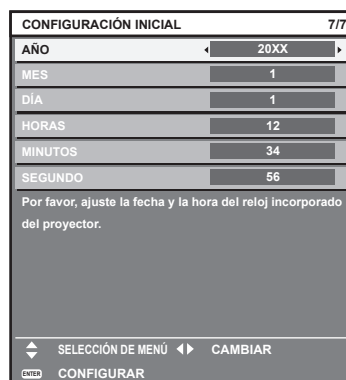 CONFIGURACIÓN INICIAL 7/7
AÑO 20XX
MES 1
DÍA 1
HORAS 12
MINUTOS 34
SEGUNDO 56
Por favor, ajuste la fecha y la hora del reloj incorporado
del proyector.
SELECCIÓN DE MENÚ CAMBIAR
ENTER CONFIGURAR